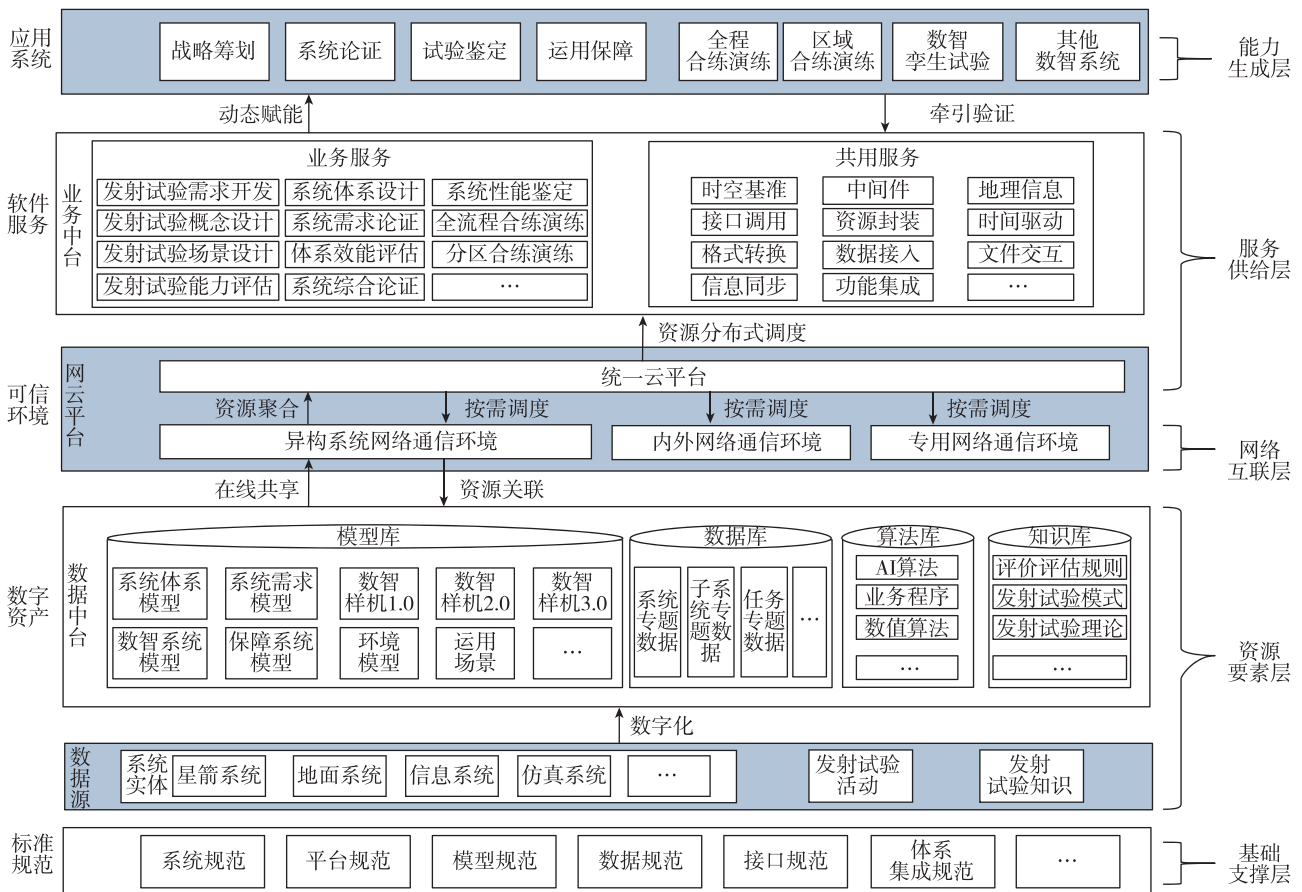 应用
系统
战略筹划
系统论证
试验鉴定
运用保障
全程
合练演练
区域
合练演练
数智
孪生试验
其他
数智系统
能力
生成层
动态赋能
牵引验证
软件
服务
业务中台
业务服务
发射试验需求开发
系统体系设计
系统性能鉴定
发射试验概念设计
系统需求论证
全流程合练演练
发射试验场景设计
体系效能评估
分区合练演练
发射试验能力评估
系统综合论证
…
共用服务
时空基准
中间件
地理信息
接口调用
资源封装
时间驱动
格式转换
数据接入
文件交互
信息同步
功能集成
…
服务
供给层
资源分布式调度
可信
环境
网云平台
统一云平台
资源聚合
按需调度
按需调度
按需调度
异构系统网络通信环境
内外网络通信环境
专用网络通信环境
网络
互联层
在线共享
资源关联
数字
资产
数据中台
模型库
系统体系
模型
系统需求
模型
数智
样机1.0
数智
样机2.0
数智
样机3.0
数智系统
模型
保障系统
模型
环境
模型
运用
场景
…
数据库
系统
专题
数据
子系
统专
题数
据
任务
专题
数据
…
算法库
AI算法
业务程序
数值算法
…
知识库
评价评估规则
发射试验模式
发射试验理论
…
资源
要素层
数字化
数据源
系统
实体
星箭系统
地面系统
信息系统
仿真系统
…
发射试验
活动
发射
试验知识
标准
规范
系统规范
平台规范
模型规范
数据规范
接口规范
体系
集成规范
…
基础
支撑层